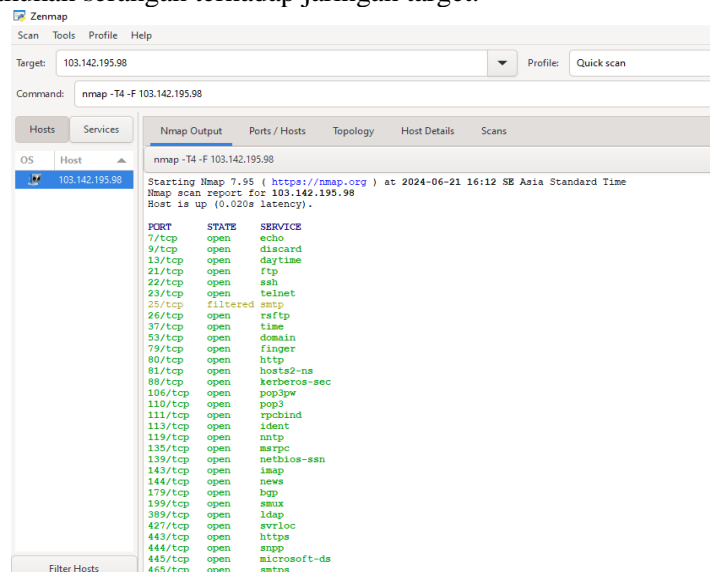 serangan terhadap jaringan target.
Zenmap
Scan Tools Profile Help
Target: 103.142.195.98 Profile: Quick scan
Command: nmap -T4 -F 103.142.195.98
Hosts Services Nmap Output Ports / Hosts Topology Host Details Scans
OS Host nmap -T4 -F 103.142.195.98
103.142.195.98
Starting Nmap 7.95 ( https://nmap.org ) at 2024-06-21 16:12 SE Asia Standard Time
Nmap scan report for 103.142.195.98
Host is up (0.020s latency).
PORT STATE SERVICE
7/tcp open echo
9/tcp open discard
13/tcp open daytime
21/tcp open ftp
22/tcp open ssh
23/tcp open telnet
25/tcp filtered smtp
26/tcp open rsftp
37/tcp open time
53/tcp open domain
79/tcp open finger
80/tcp open http
81/tcp open hosts2-ns
88/tcp open kerberos-sec
106/tcp open pop3pw
110/tcp open pop3
111/tcp open rpcbind
113/tcp open ident
119/tcp open nntp
135/tcp open msrpc
139/tcp open netbios-ssn
143/tcp open imap
144/tcp open news
179/tcp open bgp
199/tcp open smux
389/tcp open ldap
427/tcp open svrloc
443/tcp open https
444/tcp open snpp
445/tcp open microsoft-ds
465/tcp open smtps
Filter Hosts